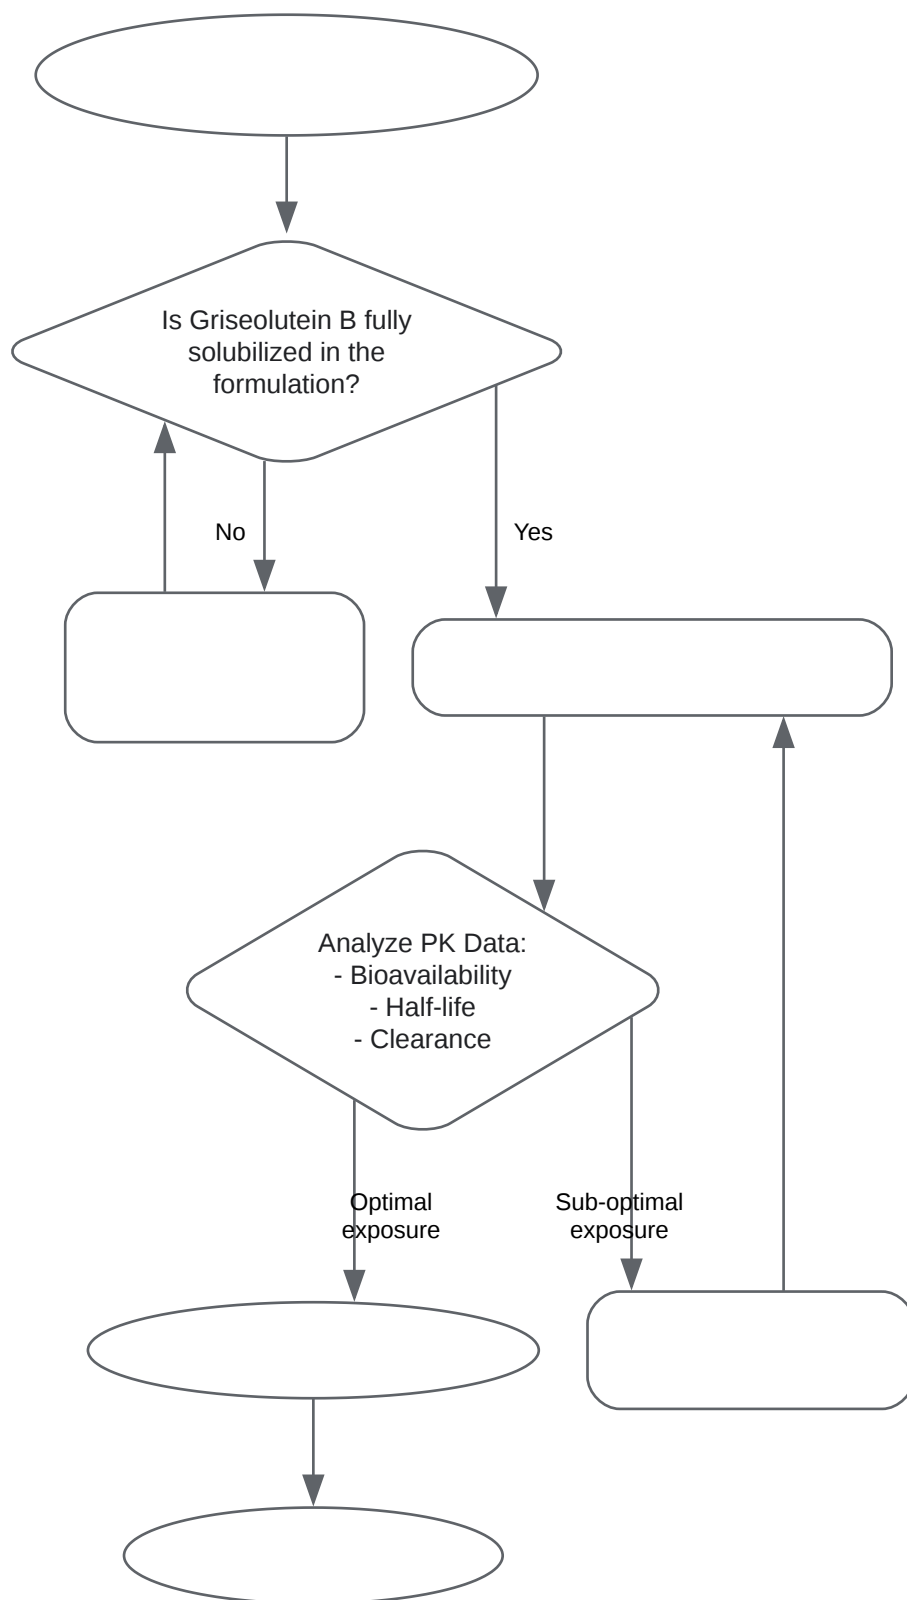 Is Griseolutein B fully
solubilized in the
formulation?
No
Yes
Analyze PK Data:
- Bioavailability
- Half-life
- Clearance
Optimal
exposure
Sub-optimal
exposure